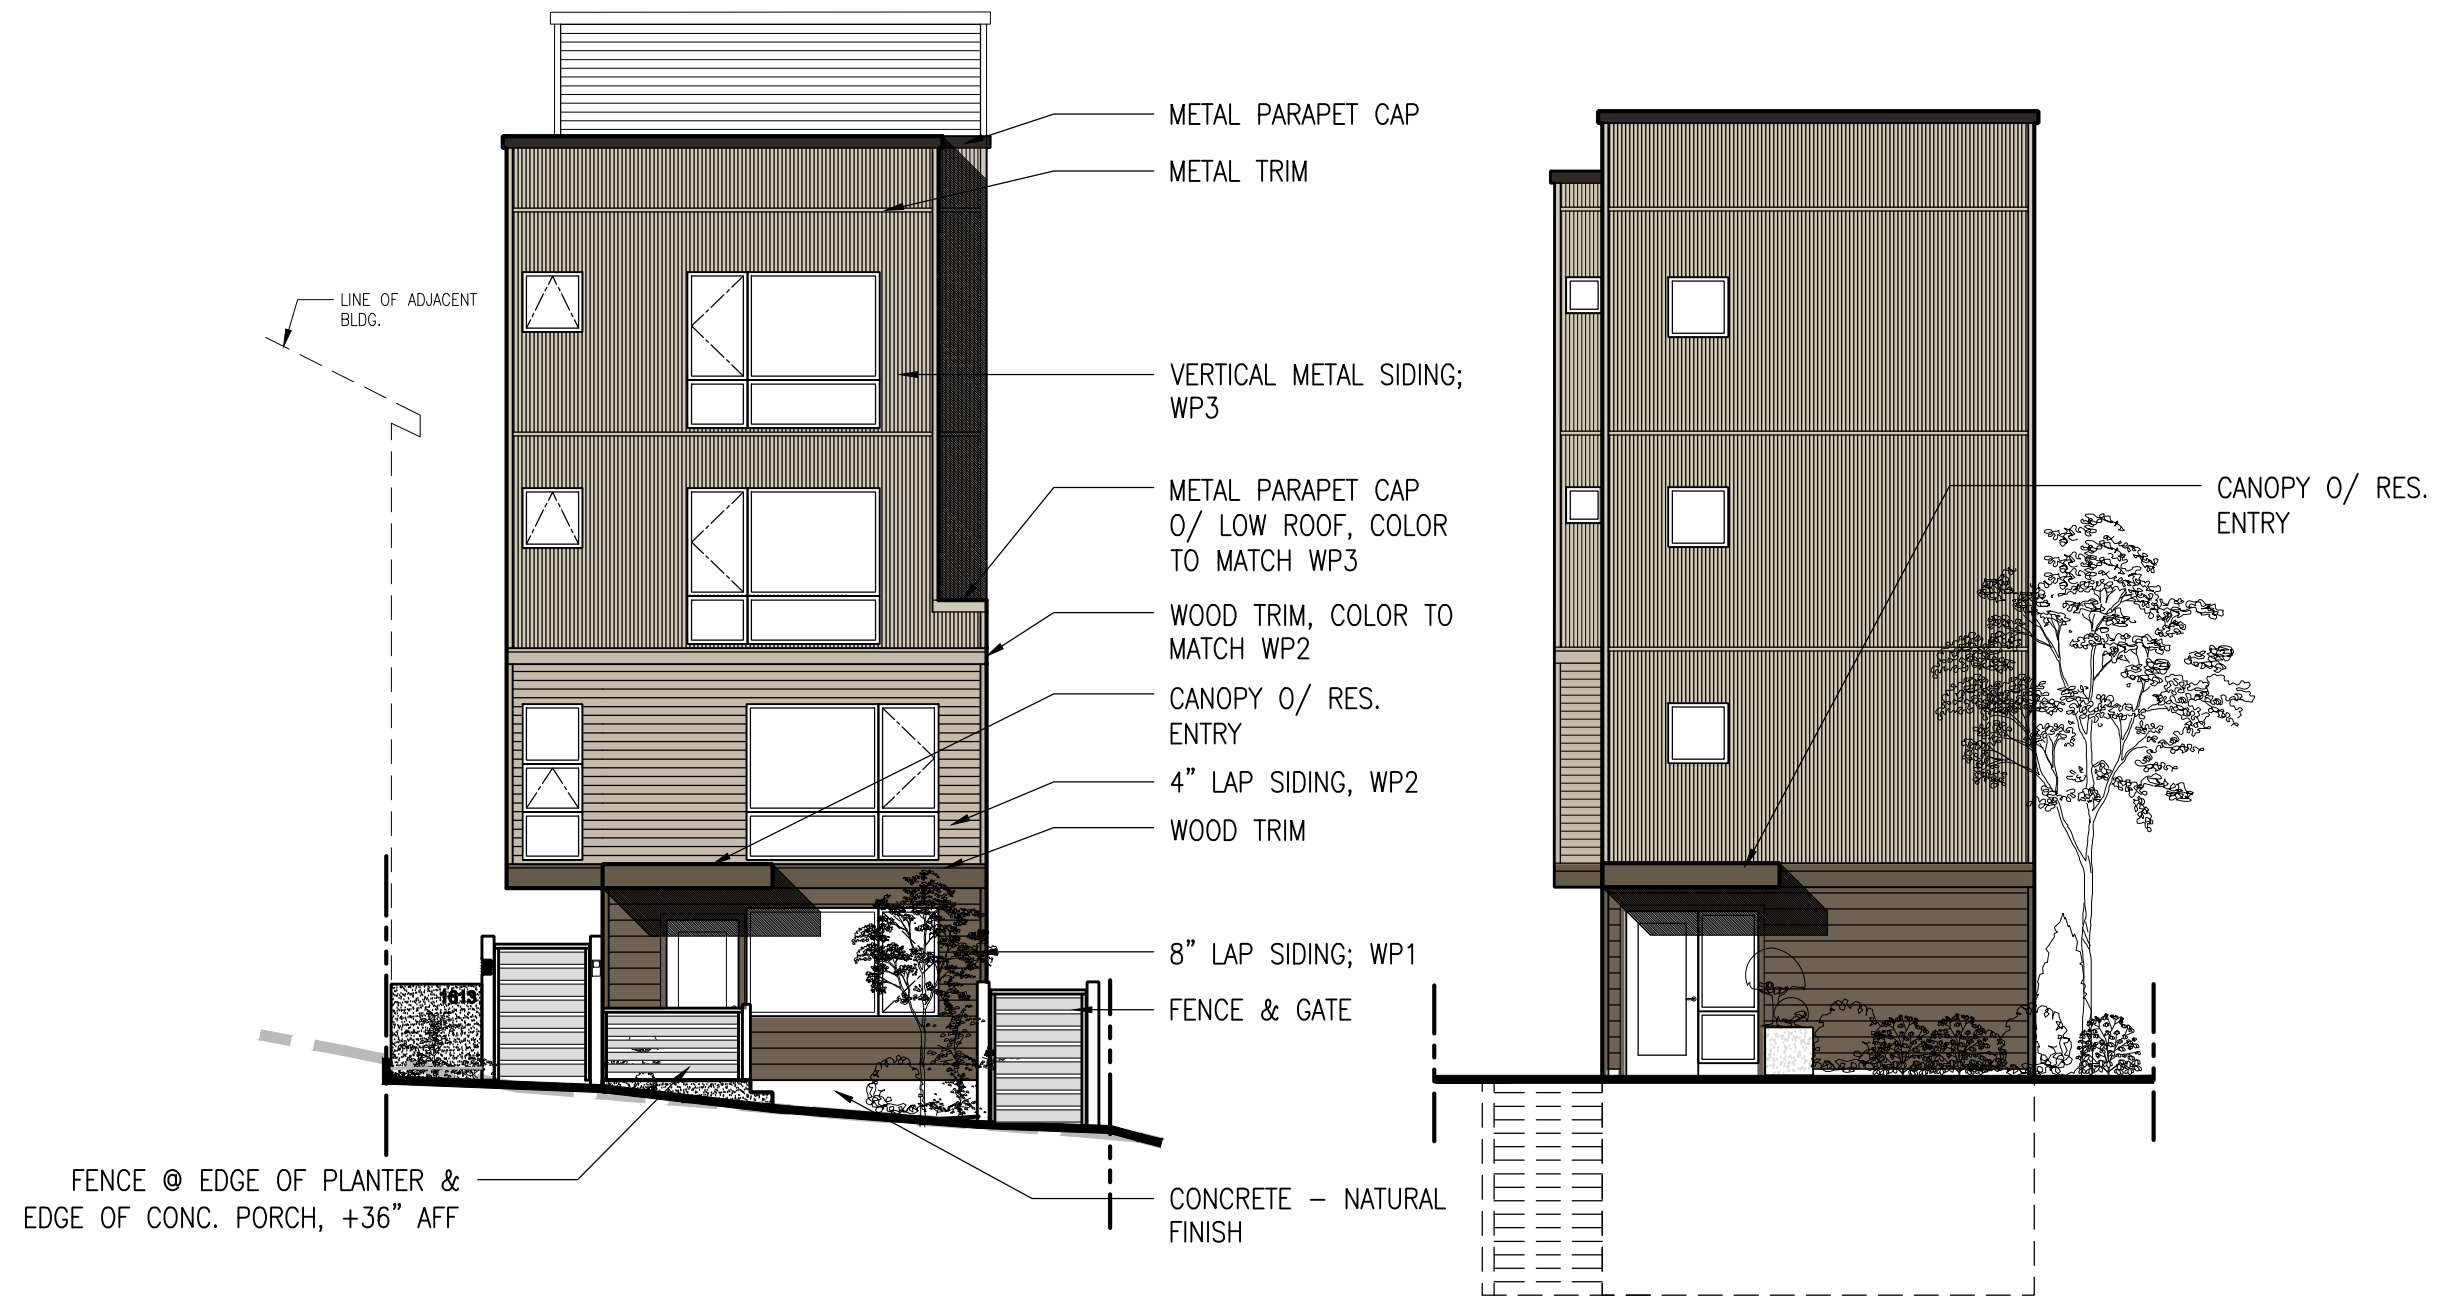 METAL PARAPET CAP
METAL TRIM
LINE OF ADJACENT
BLDG.
VERTICAL METAL SIDING;
WP3
METAL PARAPET CAP
O/ LOW ROOF, COLOR
TO MATCH WP3
CANOPY O/ RES.
ENTRY
WOOD TRIM, COLOR TO
MATCH WP2
CANOPY O/ RES.
ENTRY
4" LAP SIDING, WP2
WOOD TRIM
8" LAP SIDING; WP1
1613
FENCE & GATE
FENCE @ EDGE OF PLANTER &
EDGE OF CONC. PORCH, +36" AFF
CONCRETE – NATURAL
FINISH